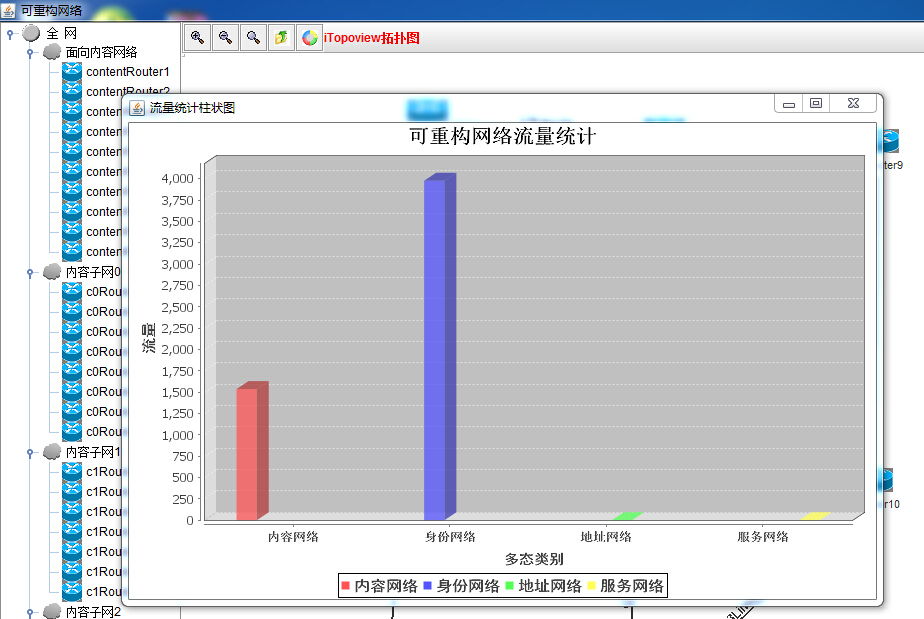 可重构网络
iTopoview拓扑图
全 网
面向内容网络
contentRouter1
contentRouter2
conten
conten
conten
conten
conten
conten
conten
conten
内容子网0
c0Rou
c0Rou
c0Rou
c0Rou
c0Rou
c0Rou
c0Rou
c0Rou
内容子网1
c1Rou
c1Rou
c1Rou
c1Rou
c1Rou
c1Rou
c1Rou
内容子网2
流量统计柱状图
可重构网络流量统计
流量
4,000
3,750
3,500
3,250
3,000
2,750
2,500
2,250
2,000
1,750
1,500
1,250
1,000
750
500
250
0
内容网络 身份网络 地址网络 服务网络
多态类别
内容网络 身份网络 地址网络 服务网络
ter9
r10